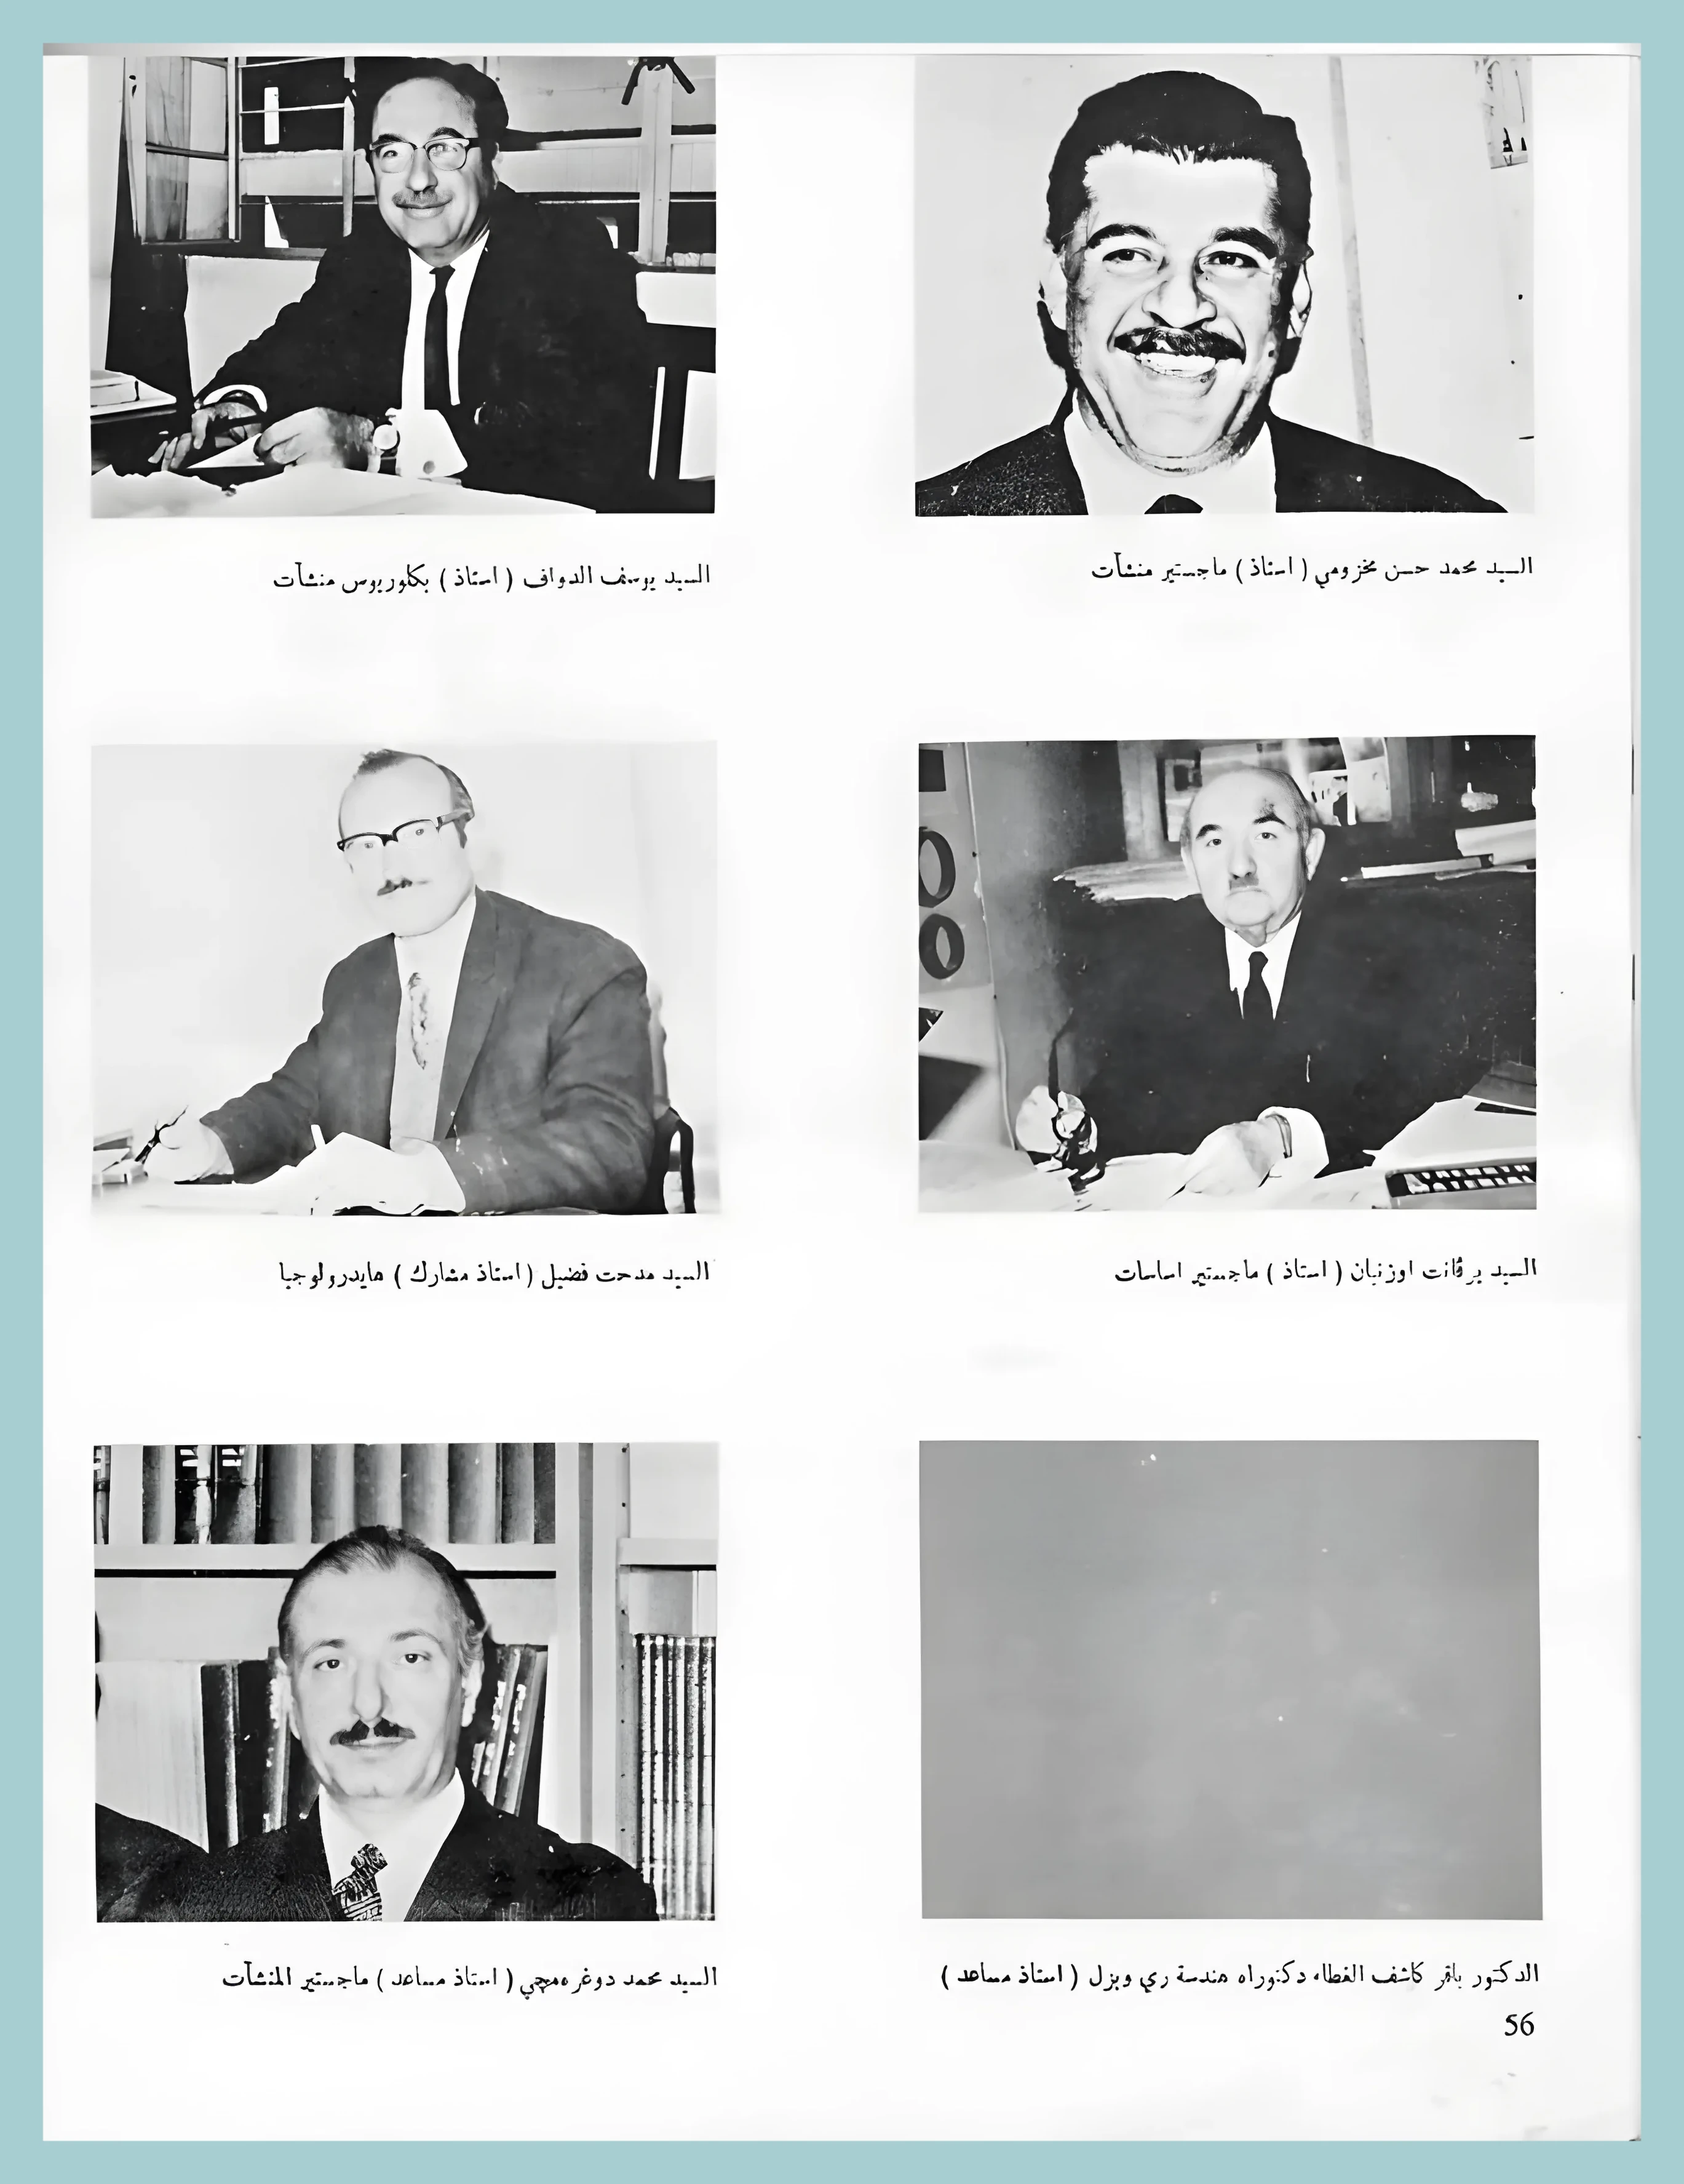 السيد محمد حسن مخزومي ( استاذ ) ماجستير منشآت
السيد يوسف الدواف ( استاذ ) بكلوريوس منشآت
السيد يرڤانت اوزنيان ( استاذ ) ماجستير اساسات
السيد مدحت فضيل ( استاذ مشارك ) هايدرولوجيا
الدكتور باقر كاشف الغطاء دكتوراه هندسة ري وبزل ( استاذ مساعد )
السيد محمد دوغرمجي ( استاذ مساعد ) ماجستير المنشآت
56